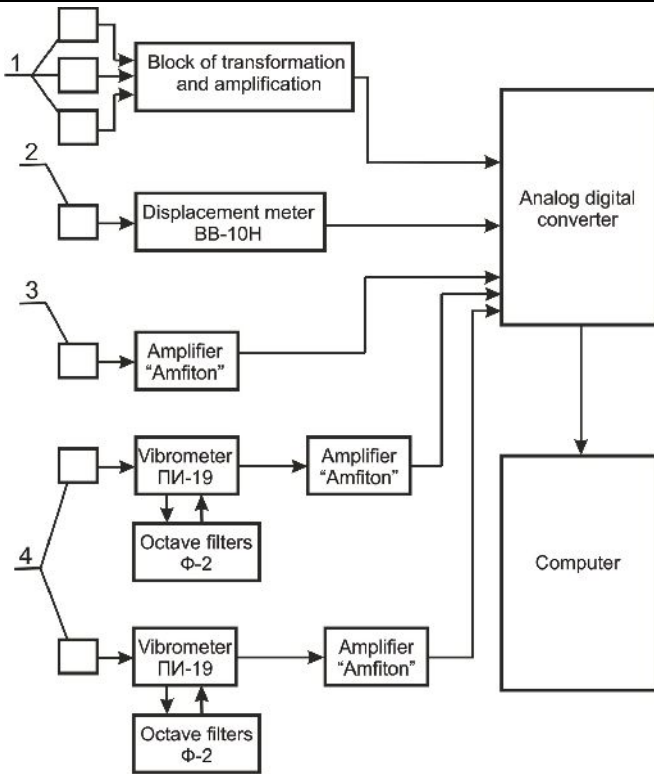 1
Block of transformation
and amplification
2
Displacement meter
BB-10H
Analog digital
converter
3
Amplifier
“Amfiton”
4
Vibrometer
ПИ-19
Amplifier
“Amfiton”
Octave filters
Ф-2
Computer
Vibrometer
ПИ-19
Amplifier
“Amfiton”
Octave filters
Ф-2